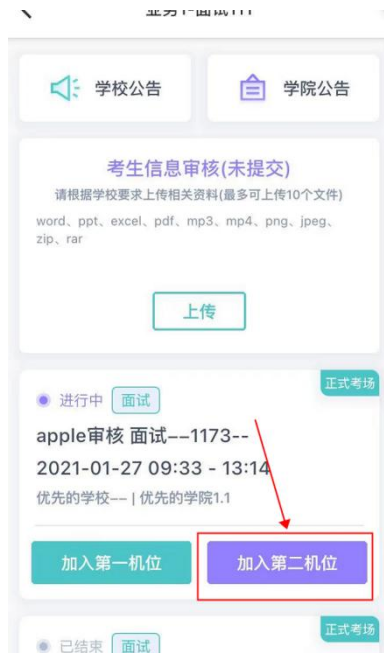 学校公告
学院公告
考生信息审核(未提交)
请根据学校要求上传相关资料(最多可上传10个文件)
word、ppt、excel、pdf、mp3、mp4、png、jpeg、
zip、rar
上传
正式考场
进行中 面试
apple审核 面试--1173--
2021-01-27 09:33 - 13:14
优先的学校-- | 优先的学院1.1
加入第一机位
加入第二机位
正式考场
已结束 面试